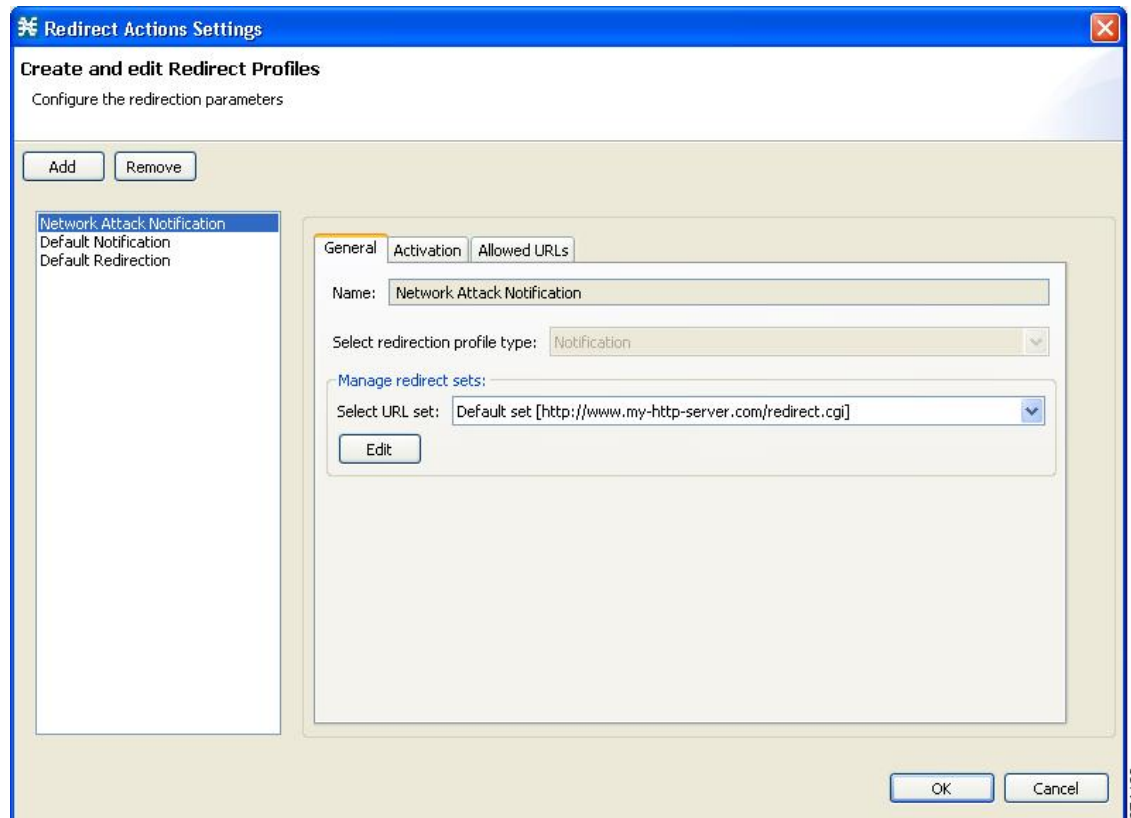 Redirect Actions Settings
Create and edit Redirect Profiles
Configure the redirection parameters
Add Remove
Network Attack Notification
Default Notification
Default Redirection
General Activation Allowed URLs
Name: Network Attack Notification
Select redirection profile type: Notification
Manage redirect sets:
Select URL set: Default set [http://www.my-http-server.com/redirect.cgi]
Edit
OK Cancel